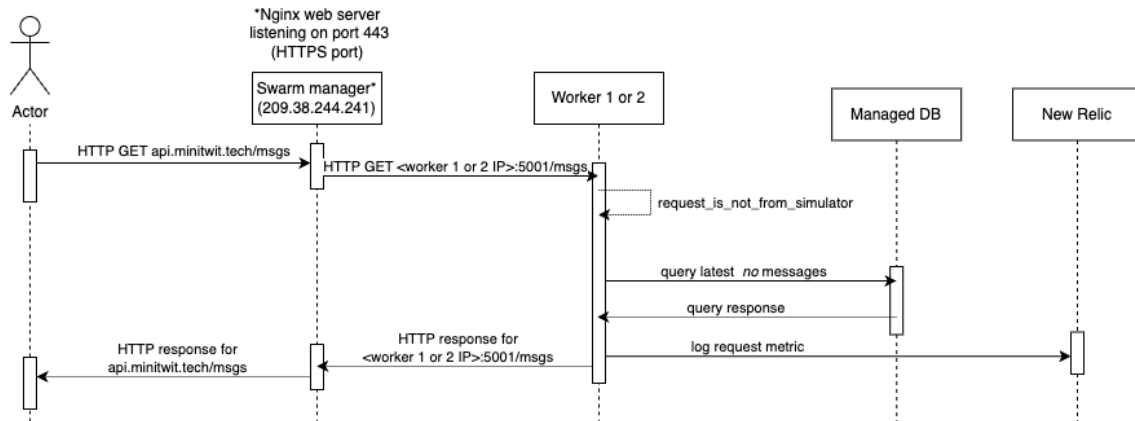 *Nginx web server
listening on port 443
(HTTPS port)
Actor
Swarm manager*
(209.38.244.241)
Worker 1 or 2
Managed DB
New Relic
HTTP GET api.minitwit.tech/msgs
HTTP GET <worker 1 or 2 IP>:5001/msgs
request_is_not_from_simulator
query latest no messages
query response
HTTP response for
<worker 1 or 2 IP>:5001/msgs
log request metric
HTTP response for
api.minitwit.tech/msgs